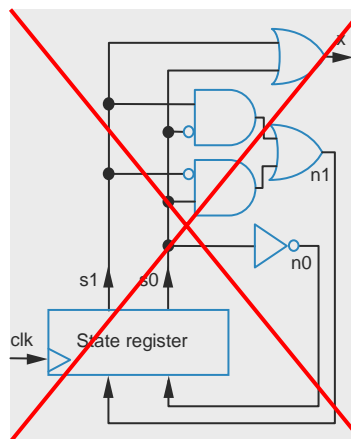 x
n1
n0
s1
s0
clk
State register